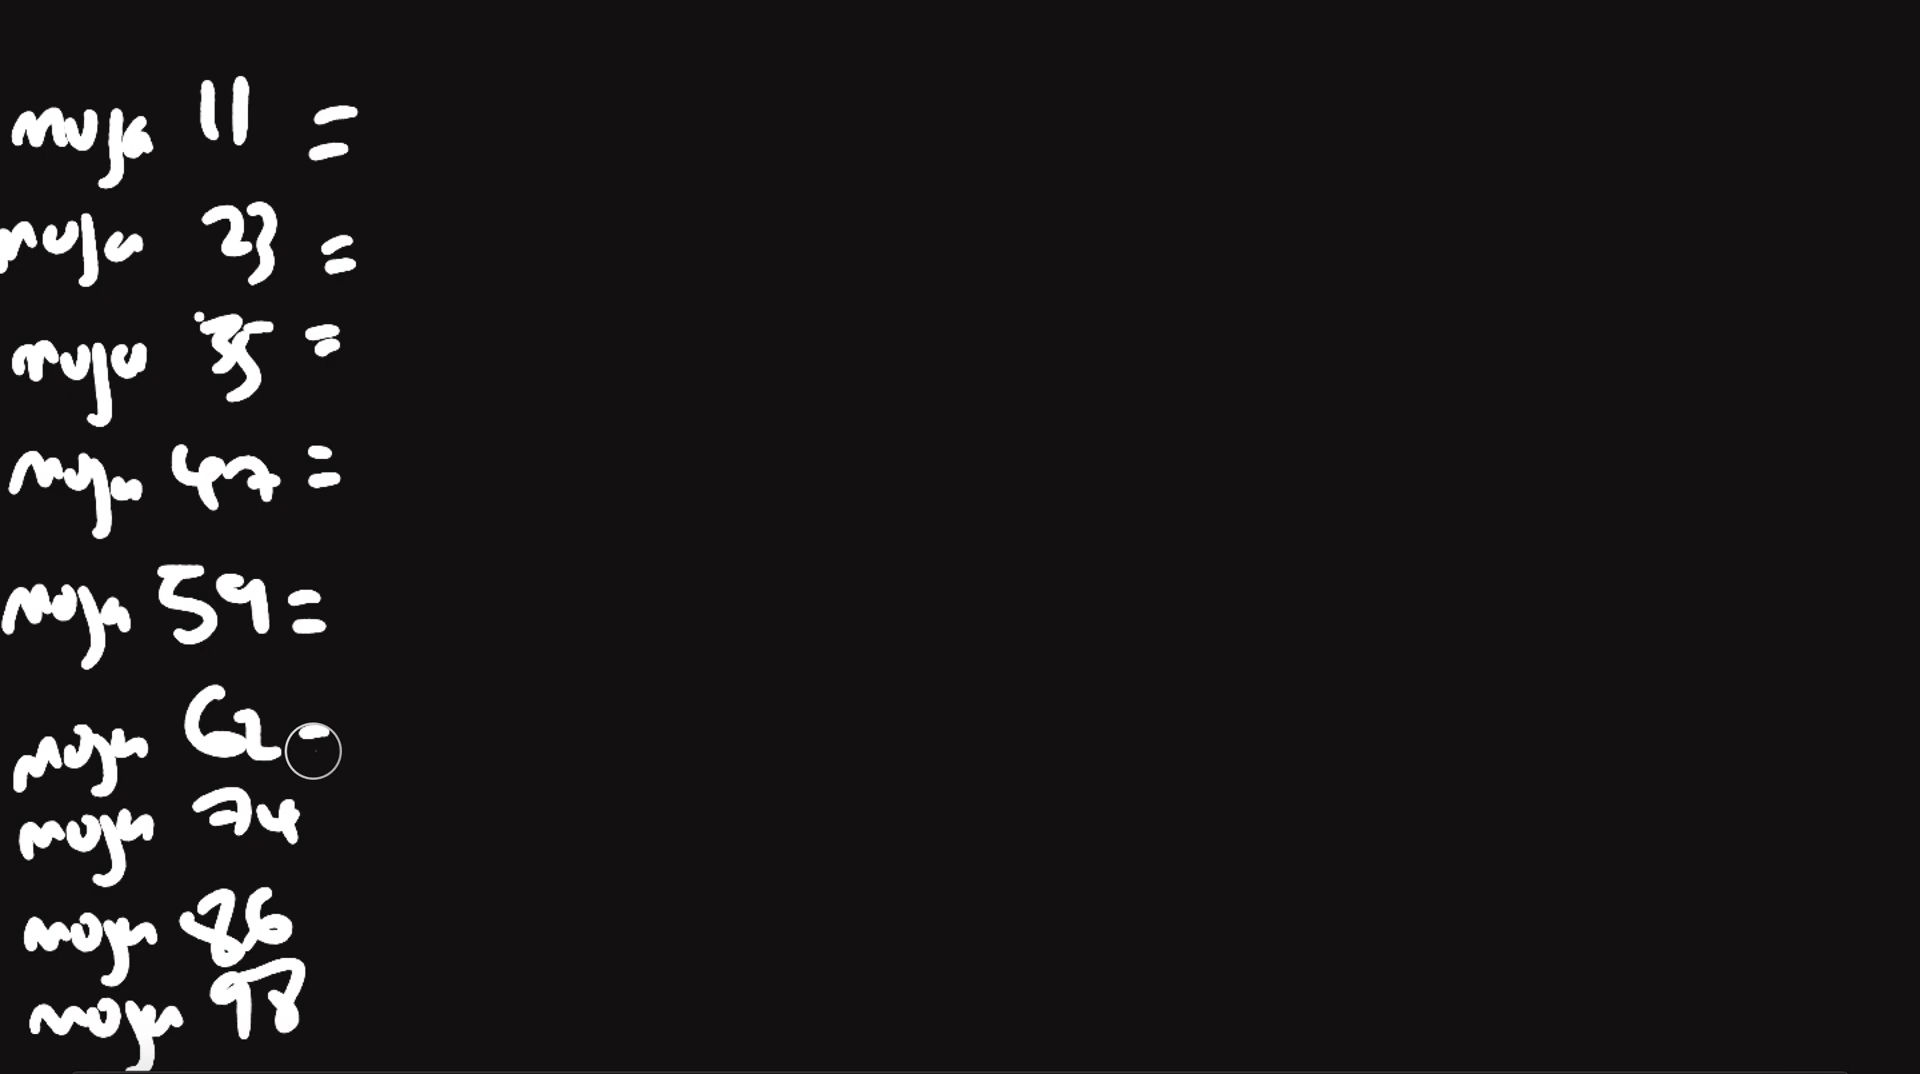 moja 11 =
moja 23 =
moja 35 =
moja 47 =
moja 59 =
moja 62 -
moja 74
moja 86
moja 98